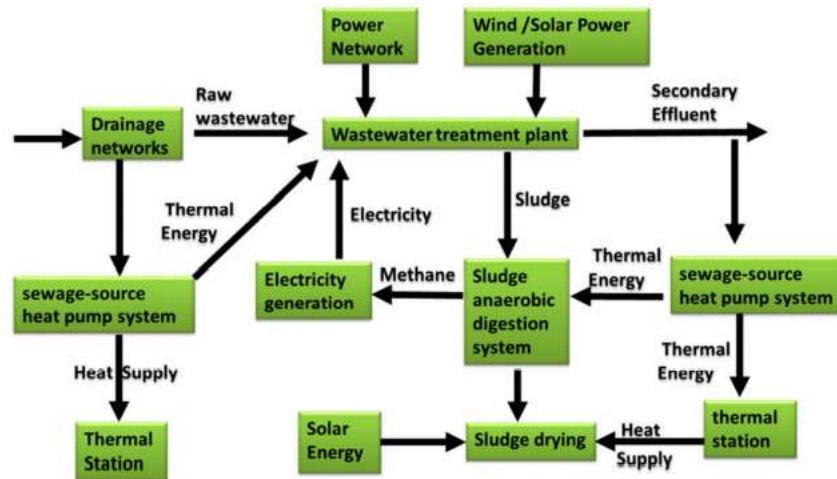 Power
Network
Wind /Solar Power
Generation
Raw
wastewater
Secondary
Effluent
Drainage
networks
Wastewater treatment plant
Thermal
Energy
Electricity
Sludge
sewage-source
heat pump system
Electricity
generation
Methane
Sludge
anaerobic
digestion
system
Thermal
Energy
sewage-source
heat pump system
Heat Supply
Thermal
Energy
Thermal
Station
Solar
Energy
Sludge drying
Heat
Supply
thermal
station